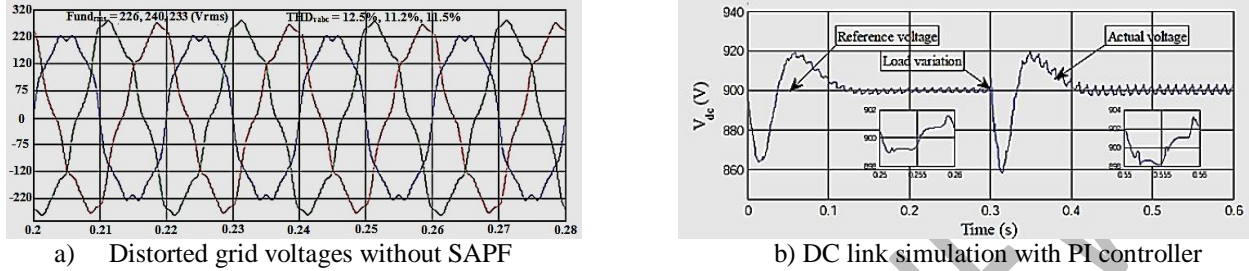 Fund_rms = 226, 240, 233 (Vrms)
THD_vabc = 12.5%, 11.2%, 11.5%
320
220
120
75
0
-75
-120
-220
0.2 0.21 0.22 0.23 0.24 0.25 0.26 0.27 0.28
a) Distorted grid voltages without SAPF
940
920
900
880
860
V_dc (V)
Reference voltage
Actual voltage
Load variation
902
900
898
0.25 0.255 0.26
904
902
900
898
0.55 0.555 0.56
0 0.1 0.2 0.3 0.4 0.5 0.6
Time (s)
b) DC link simulation with PI controller